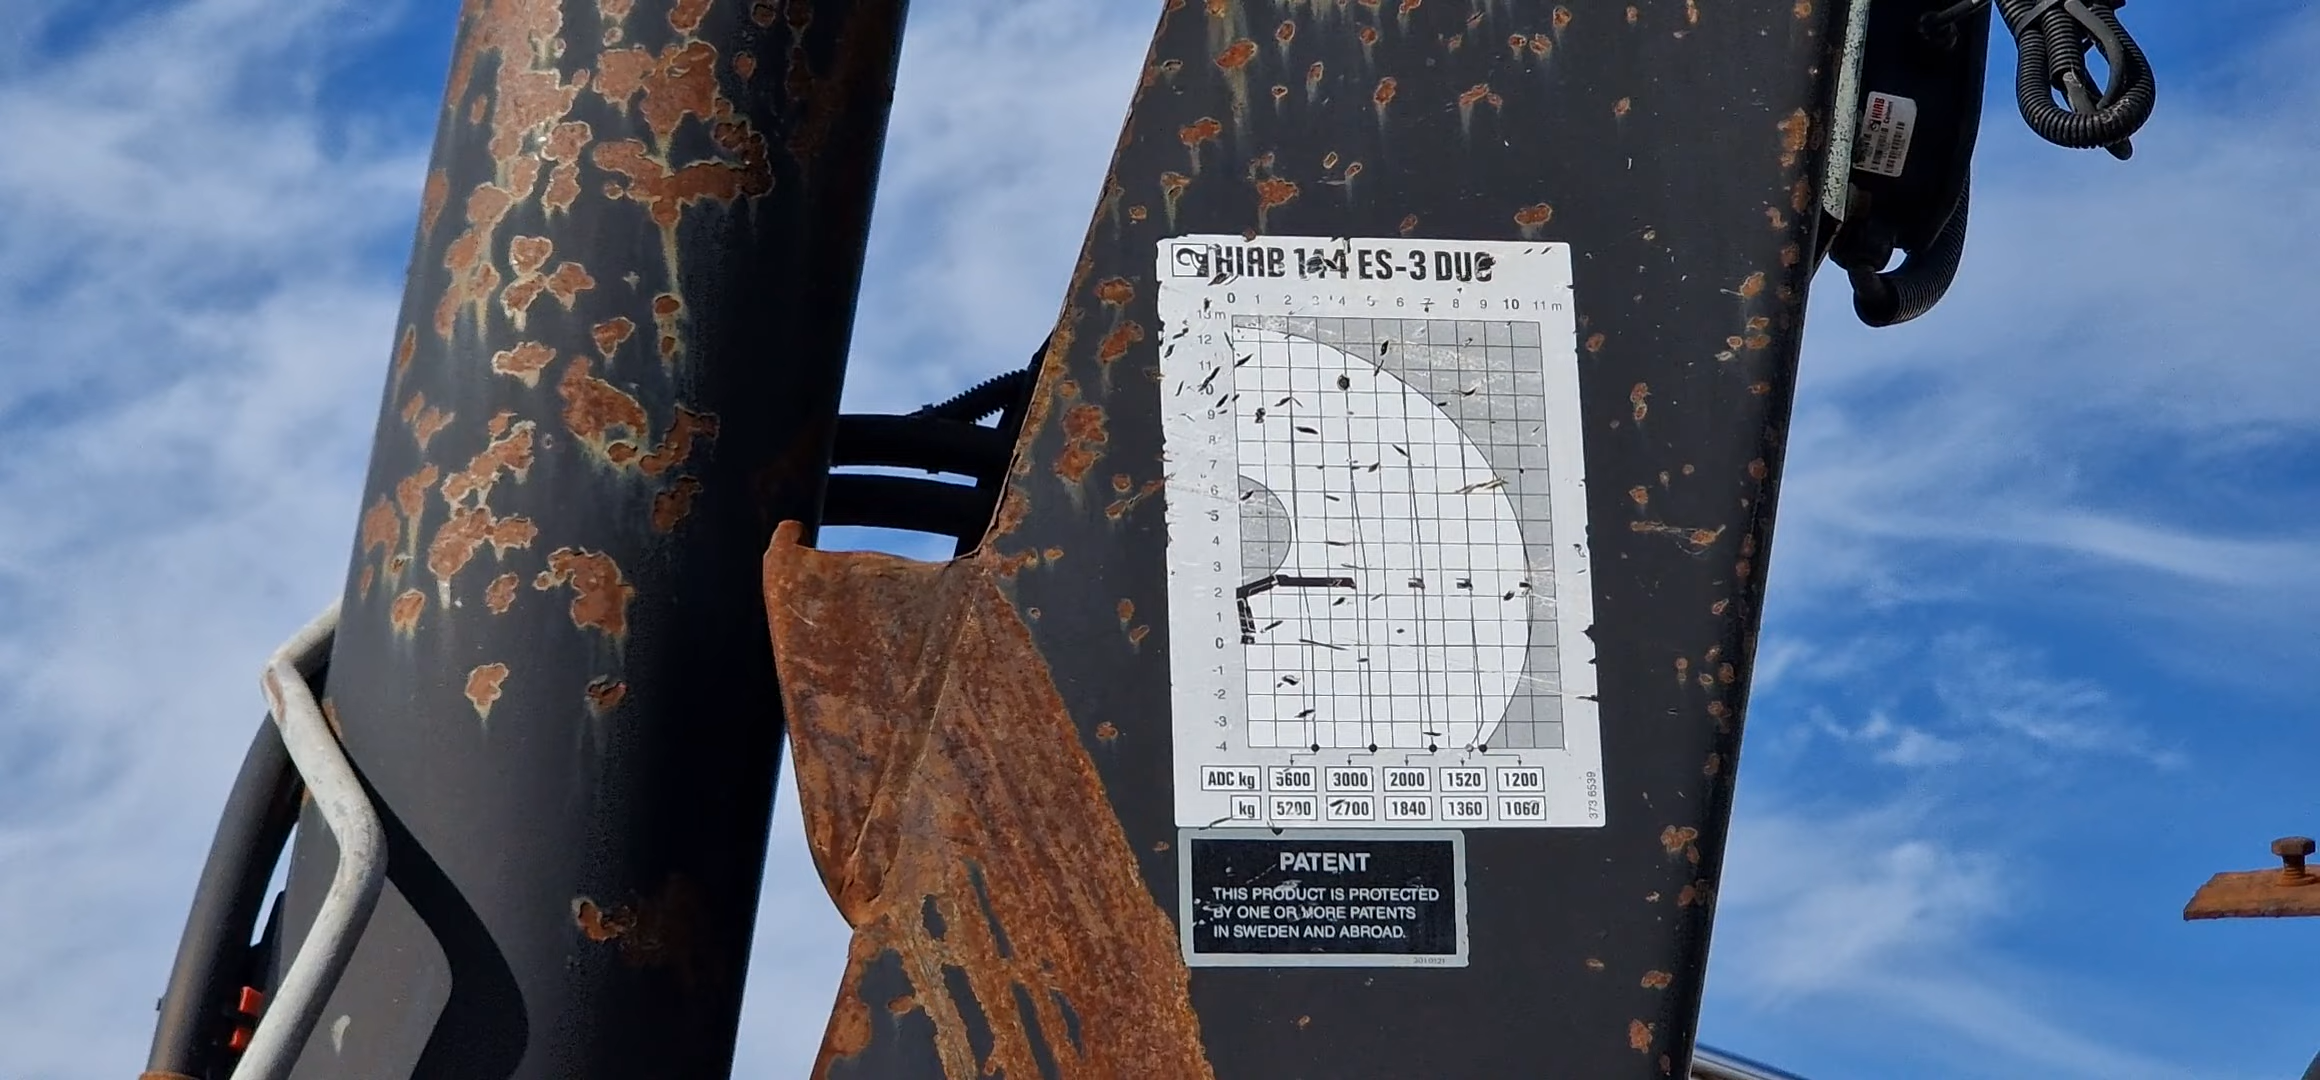 HIAB 144 ES-3 DUO
0 1 2 3 4 5 6 7 8 9 10 11 m
13 m
12
11
10
9
8
7
6
5
4
3
2
1
0
-1
-2
-3
-4
ADC kg 5600 3000 2000 1520 1200
kg 5200 2700 1840 1360 1060
373 6539
PATENT
THIS PRODUCT IS PROTECTED
BY ONE OR MORE PATENTS
IN SWEDEN AND ABROAD.
HIAB